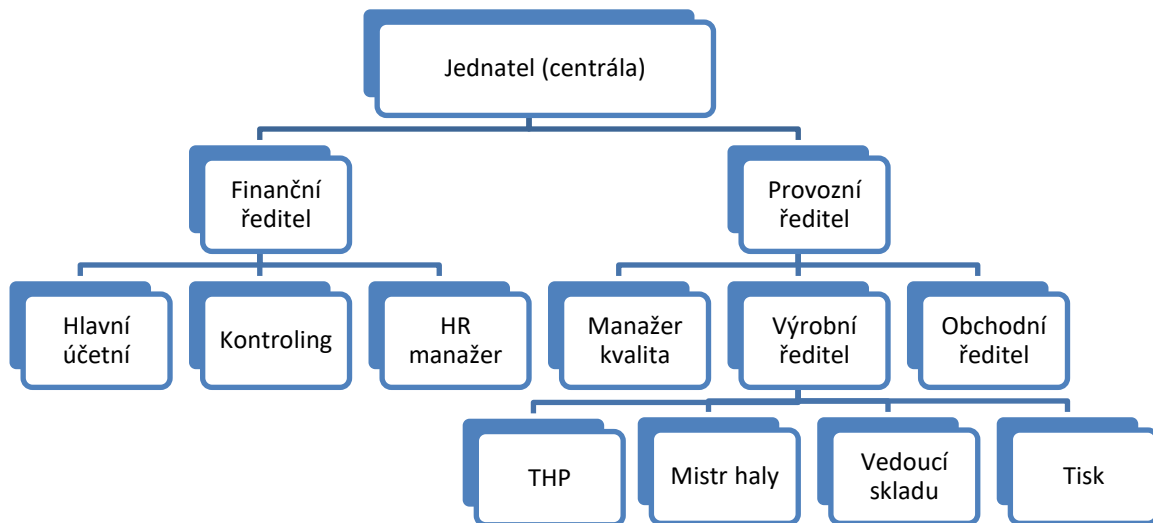 Jednatel (centrála)
Finanční
ředitel
Provozní
ředitel
Hlavní
účetní
Kontroling
HR
manažer
Manažer
kvalita
Výrobní
ředitel
Obchodní
ředitel
THP
Mistr haly
Vedoucí
skladu
Tisk